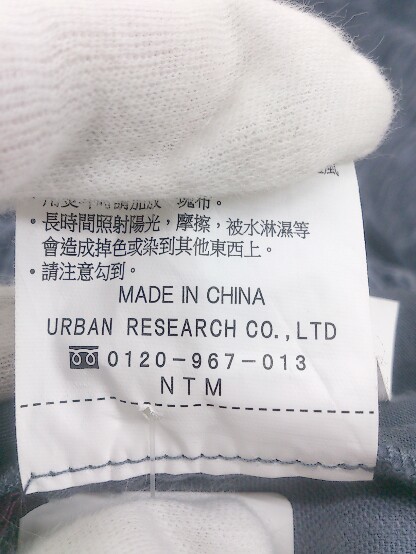 ・長時間照射陽光，摩擦，被水淋濕等
會造成掉色或染到其他東西上。
・請注意勾到。
MADE IN CHINA
URBAN RESEARCH CO.,LTD
0120-967-013
NTM